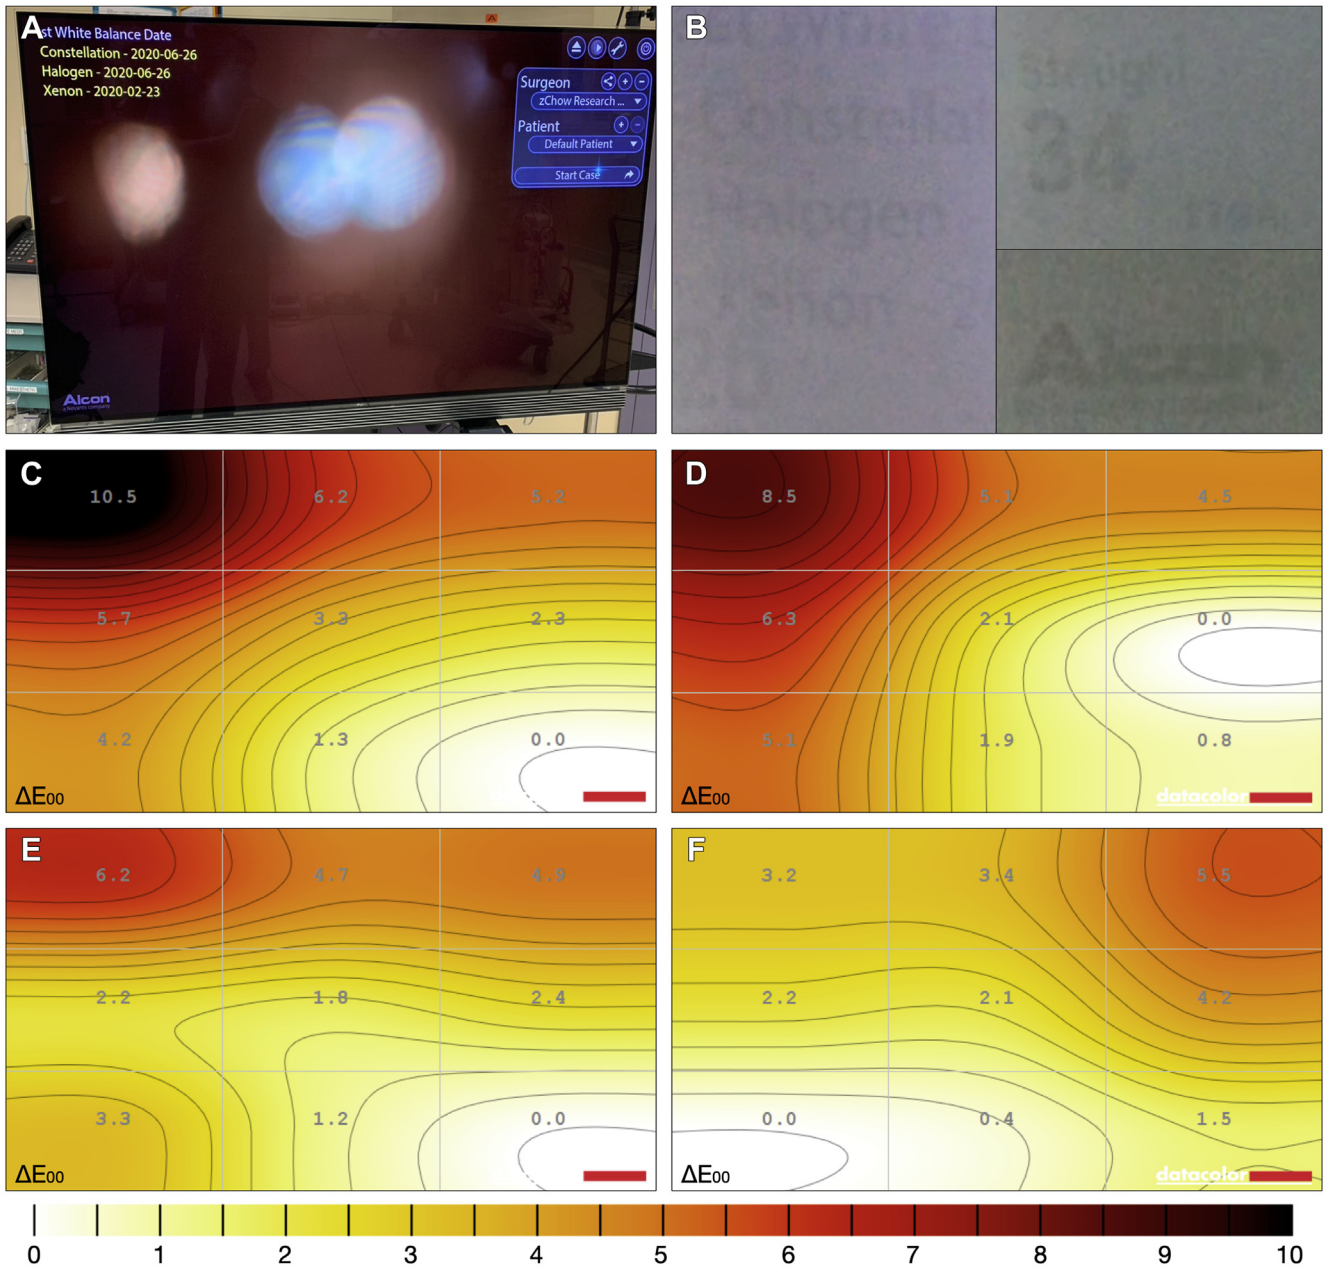 A
st White Balance Date
Constellation - 2020-06-26
Halogen - 2020-06-26
Xenon - 2020-02-23
A
Surgeon
zChow Research ...
Patient
Default Patient
Start Case
Alcon
a Novartis company
B
Halogen
C
10.5 6.2 5.2
5.7 3.3 2.3
4.2 1.3 0.0
ΔE00
D
8.5 5.1 4.5
6.3 2.1 0.0
5.1 1.9 0.8
ΔE00
datacolor
E
6.2 4.7 4.9
2.2 1.8 2.4
3.3 1.2 0.0
ΔE00
F
3.2 3.4 5.5
2.2 2.1 4.2
0.0 0.4 1.5
ΔE00
datacolor
0 1 2 3 4 5 6 7 8 9 10